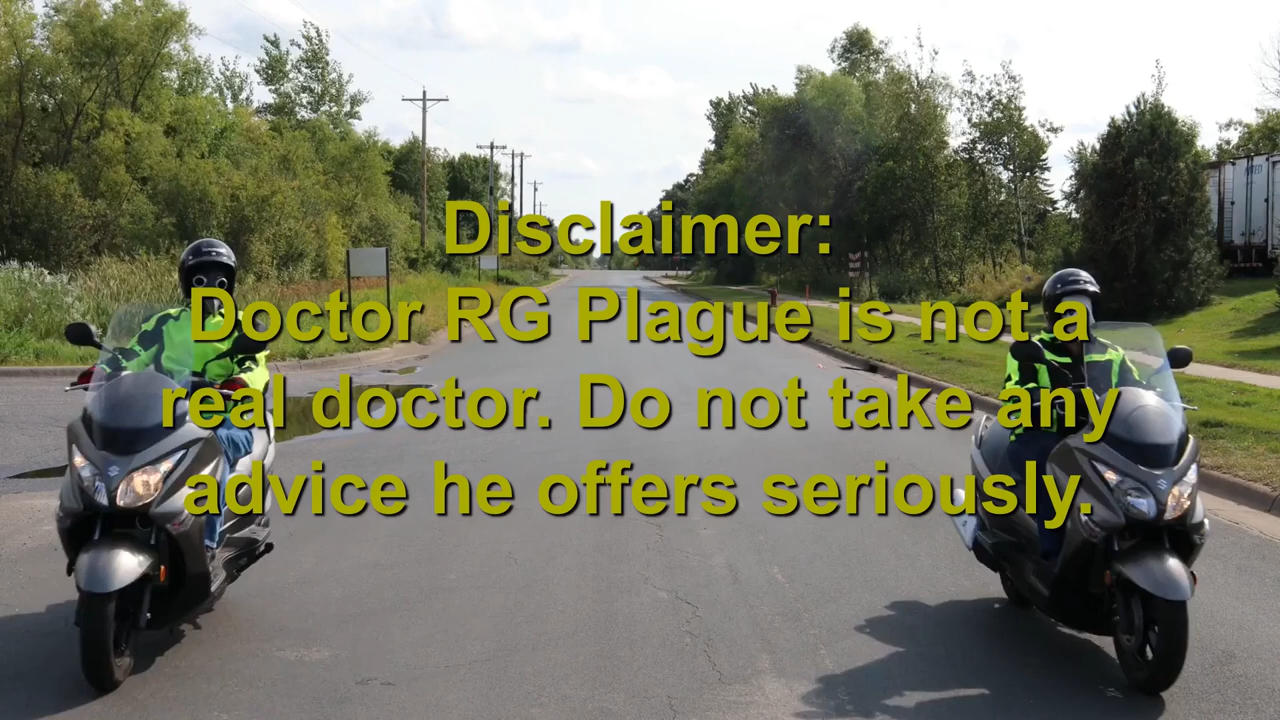 Disclaimer:
Doctor RG Plague is not a
real doctor. Do not take any
advice he offers seriously.